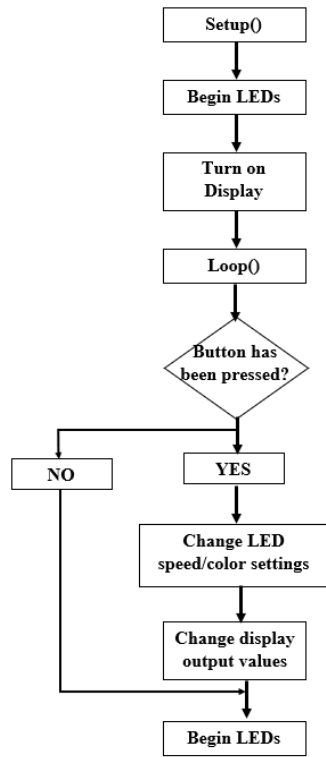 Setup()
Begin LEDs
Turn on
Display
Loop()
Button has
been pressed?
NO
YES
Change LED
speed/color settings
Change display
output values
Begin LEDs